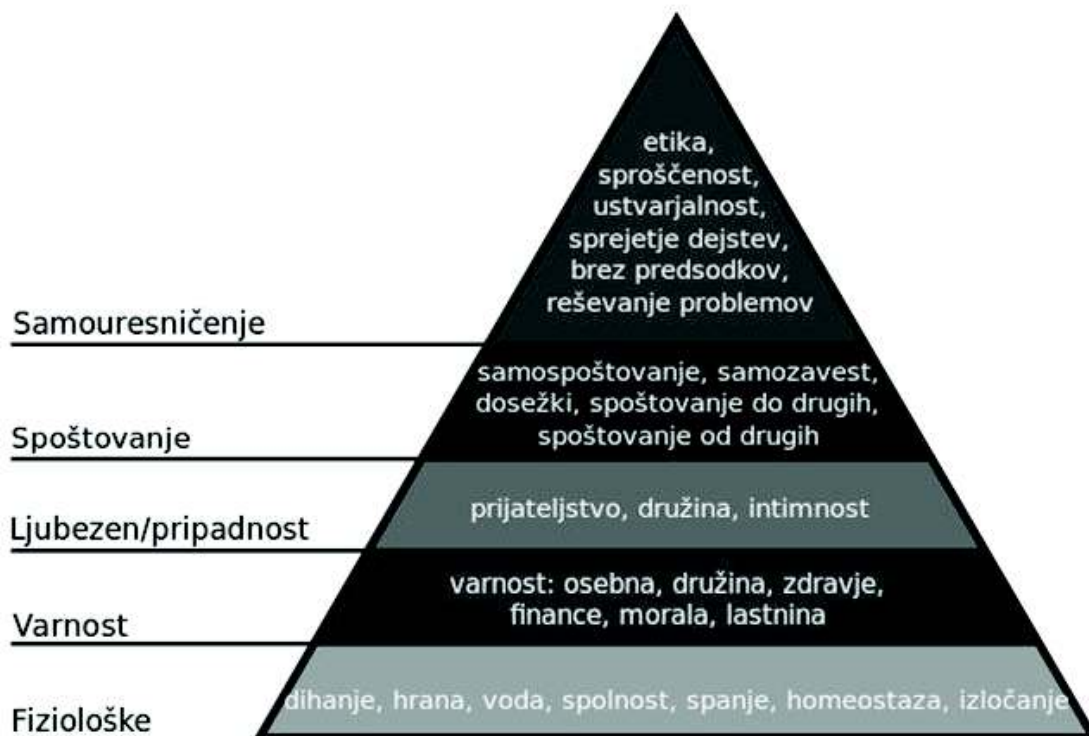 etika,
sproščenost,
ustvarjalnost,
sprejetje dejstev,
brez predsodkov,
reševanje problemov
Samouresničenje
samospoštovanje, samozavest,
dosežki, spoštovanje do drugih,
spoštovanje od drugih
Spoštovanje
prijateljstvo, družina, intimnost
Ljubezen/pripadnost
varnost: osebna, družina, zdravje,
finance, morala, lastnina
Varnost
dihanje, hrana, voda, spolnost, spanje, homeostaza, izločanje
Fiziološke